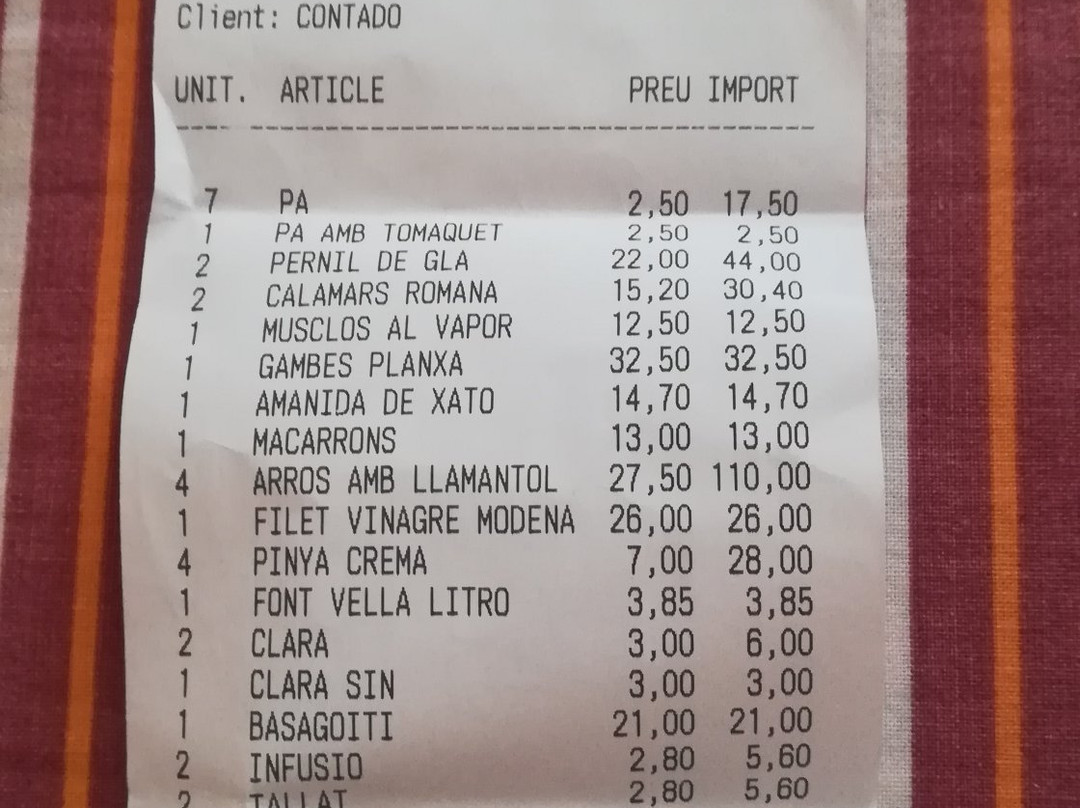 Client: CONTADO
UNIT. ARTICLE PREU IMPORT
7 PA 2,50 17,50
1 PA AMB TOMAQUET 2,50 2,50
2 PERNIL DE GLA 22,00 44,00
2 CALAMARS ROMANA 15,20 30,40
1 MUSCLOS AL VAPOR 12,50 12,50
1 GAMBES PLANXA 32,50 32,50
1 AMANIDA DE XATO 14,70 14,70
1 MACARRONS 13,00 13,00
4 ARROS AMB LLAMANTOL 27,50 110,00
1 FILET VINAGRE MODENA 26,00 26,00
4 PINYA CREMA 7,00 28,00
1 FONT VELLA LITRO 3,85 3,85
2 CLARA 3,00 6,00
1 CLARA SIN 3,00 3,00
1 BASAGOITI 21,00 21,00
2 INFUSIO 2,80 5,60
2 TALLAT 2,80 5,60